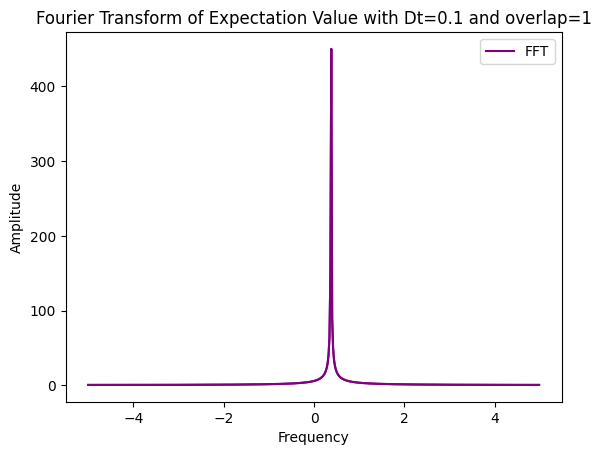 Fourier Transform of Expectation Value with Dt=0.1 and overlap=1
FFT
400
300
200
100
0
Amplitude
−4
−2
0
2
4
Frequency